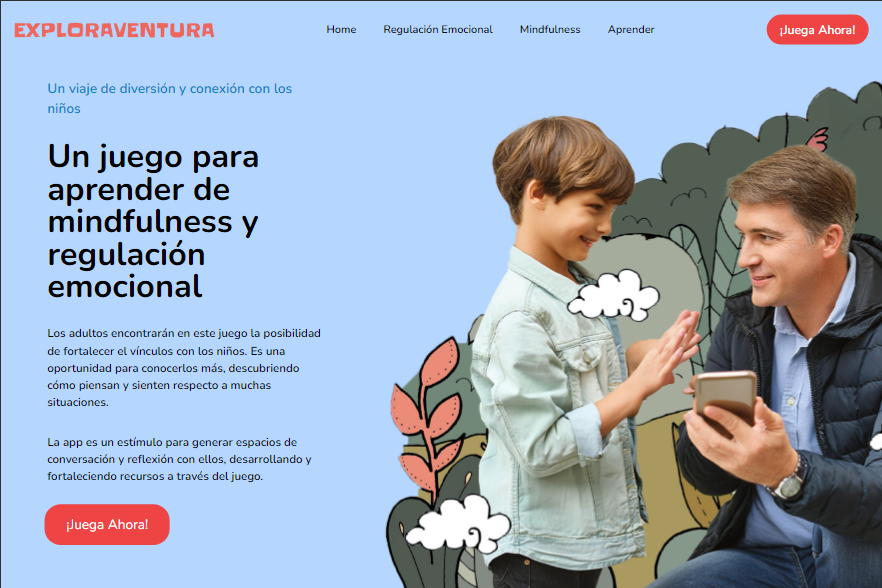 EXPLORAVENTURA
Home Regulación Emocional Mindfulness Aprender
¡Juega Ahora!
Un viaje de diversión y conexión con los
niños
Un juego para
aprender de
mindfulness y
regulación
emocional
Los adultos encontrarán en este juego la posibilidad
de fortalecer el vínculos con los niños. Es una
oportunidad para conocerlos más, descubriendo
cómo piensan y sienten respecto a muchas
situaciones.
La app es un estímulo para generar espacios de
conversación y reflexión con ellos, desarrollando y
fortaleciendo recursos a través del juego.
¡Juega Ahora!